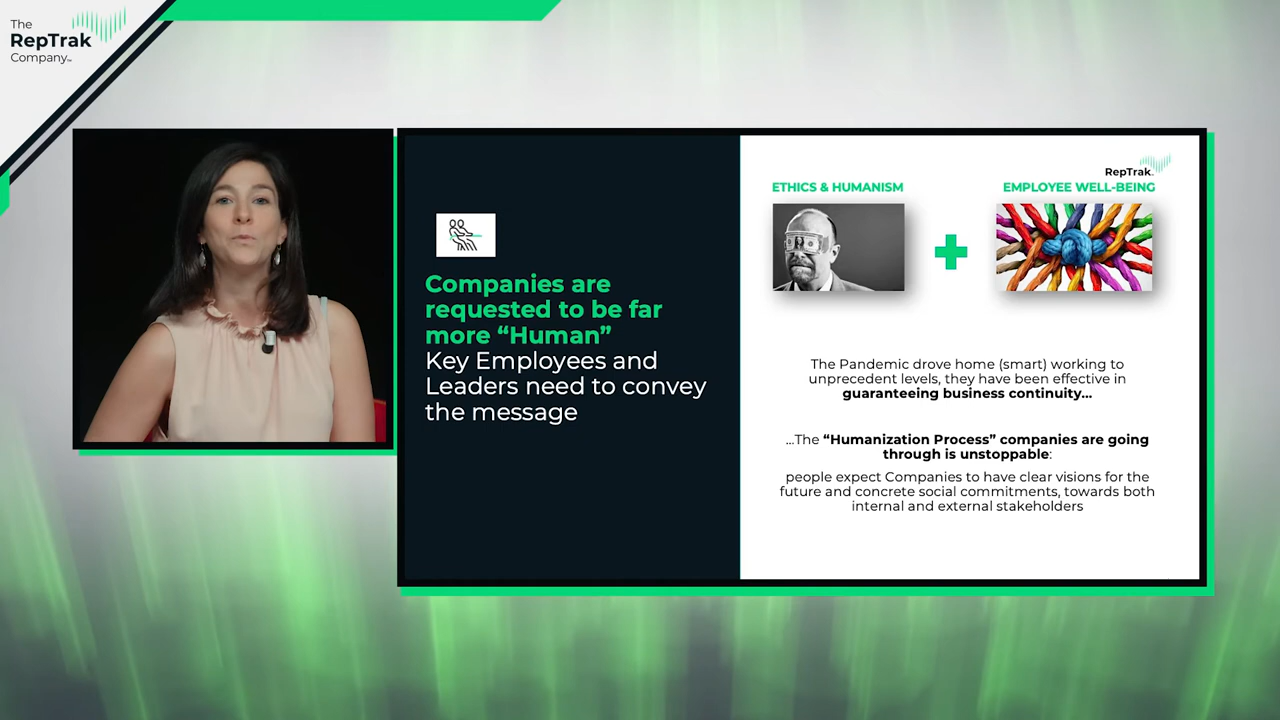 The
RepTrak
Company™
Companies are
requested to be far
more “Human”
Key Employees and
Leaders need to convey
the message
RepTrak™
ETHICS & HUMANISM
EMPLOYEE WELL-BEING
The Pandemic drove home (smart) working to
unprecedent levels, they have been effective in
guaranteeing business continuity...
...The “Humanization Process” companies are going
through is unstoppable:
people expect Companies to have clear visions for the
future and concrete social commitments, towards both
internal and external stakeholders